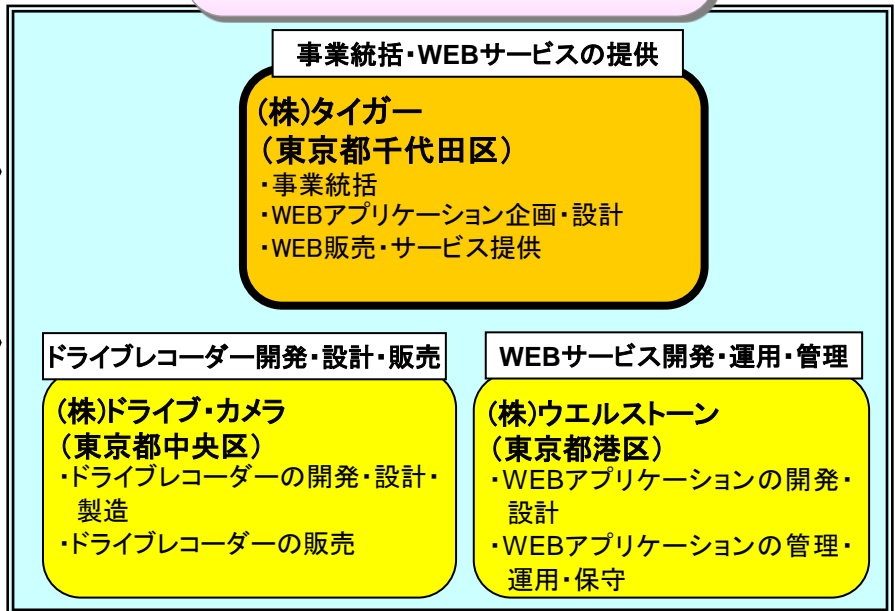 事業統括・WEBサービスの提供
(株)タイガー
(東京都千代田区)
・事業統括
・WEBアプリケーション企画・設計
・WEB販売・サービス提供
ドライブレコーダー開発・設計・販売
(株)ドライブ・カメラ
(東京都中央区)
・ドライブレコーダーの開発・設計・
製造
・ドライブレコーダーの販売
WEBサービス開発・運用・管理
(株)ウエルストーン
(東京都港区)
・WEBアプリケーションの開発・
設計
・WEBアプリケーションの管理・
運用・保守